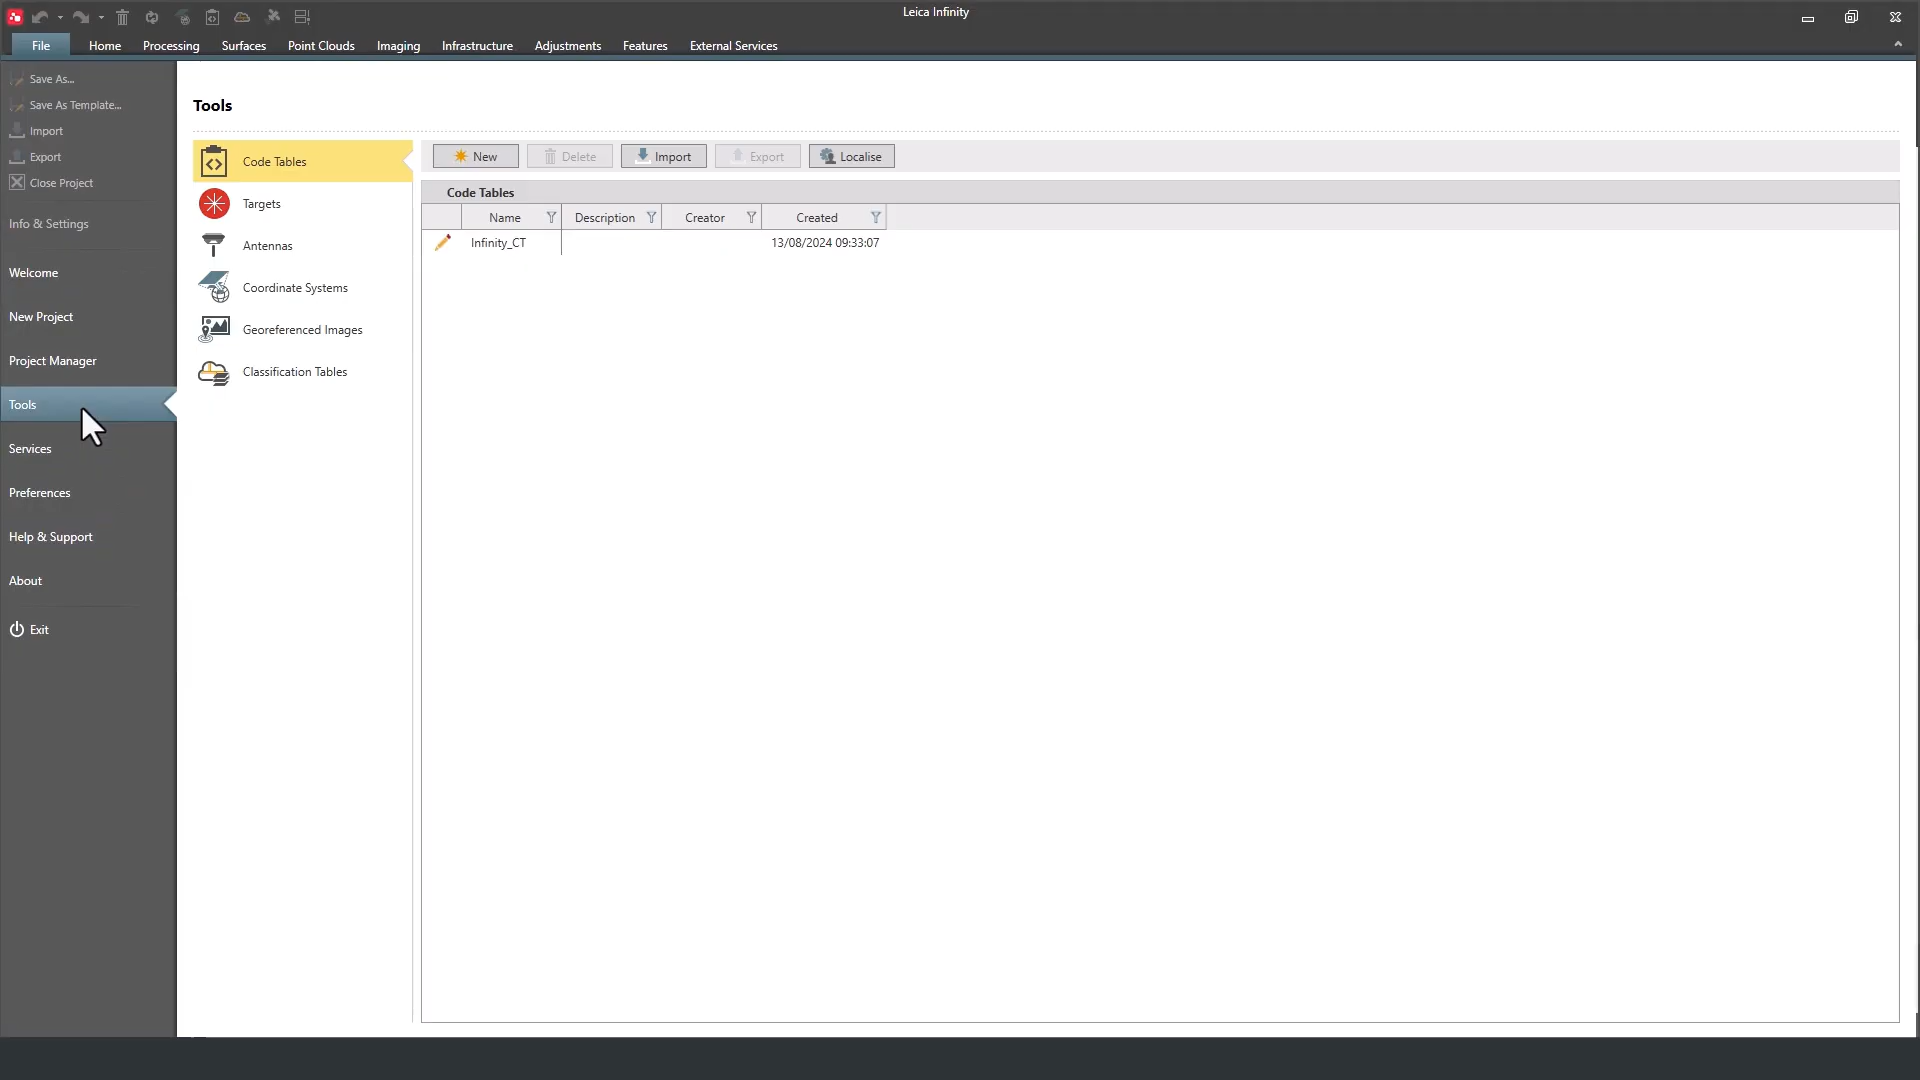 Leica Infinity
File Home Processing Surfaces Point Clouds Imaging Infrastructure Adjustments Features External Services
Save As...
Save As Template...
Import
Export
Close Project
Info & Settings
Welcome
New Project
Project Manager
Tools
Services
Preferences
Help & Support
About
Exit
Tools
Code Tables
Targets
Antennas
Coordinate Systems
Georeferenced Images
Classification Tables
New Delete Import Export Localise
Code Tables
Name Description Creator Created
Infinity_CT 13/08/2024 09:33:07